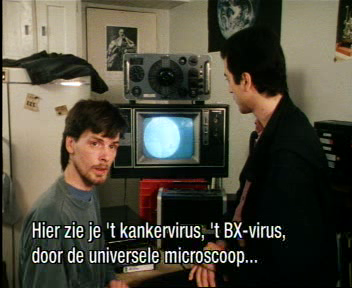 Hier zie je 't kankervirus, 't BX-virus,
door de universele microscoop...